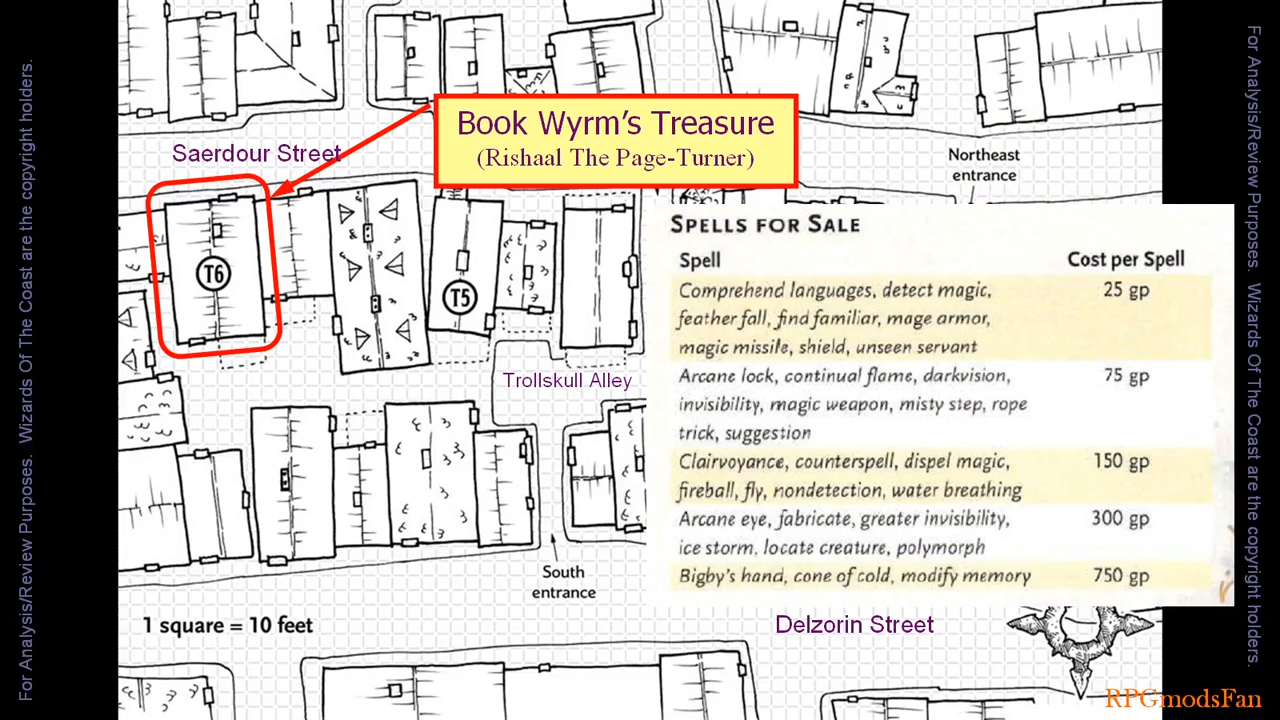 For Analysis/Review Purposes.  Wizards Of The Coast are the copyright holders.
Saerdour Street
Book Wyrm's Treasure
(Rishaal The Page-Turner)
Northeast
entrance
T6
T5
Trollskull Alley
SPELLS FOR SALE
Spell Cost per Spell
Comprehend languages, detect magic, 25 gp
feather fall, find familiar, mage armor,
magic missile, shield, unseen servant
Arcane lock, continual flame, darkvision, 75 gp
invisibility, magic weapon, misty step, rope
trick, suggestion
Clairvoyance, counterspell, dispel magic, 150 gp
fireball, fly, nondetection, water breathing
Arcane eye, fabricate, greater invisibility, 300 gp
ice storm, locate creature, polymorph
Bigby's hand, cone of cold, modify memory 750 gp
South
entrance
1 square = 10 feet
Delzorin Street
RPGmodsFan
For Analysis/Review Purposes.  Wizards Of The Coast are the copyright holders.